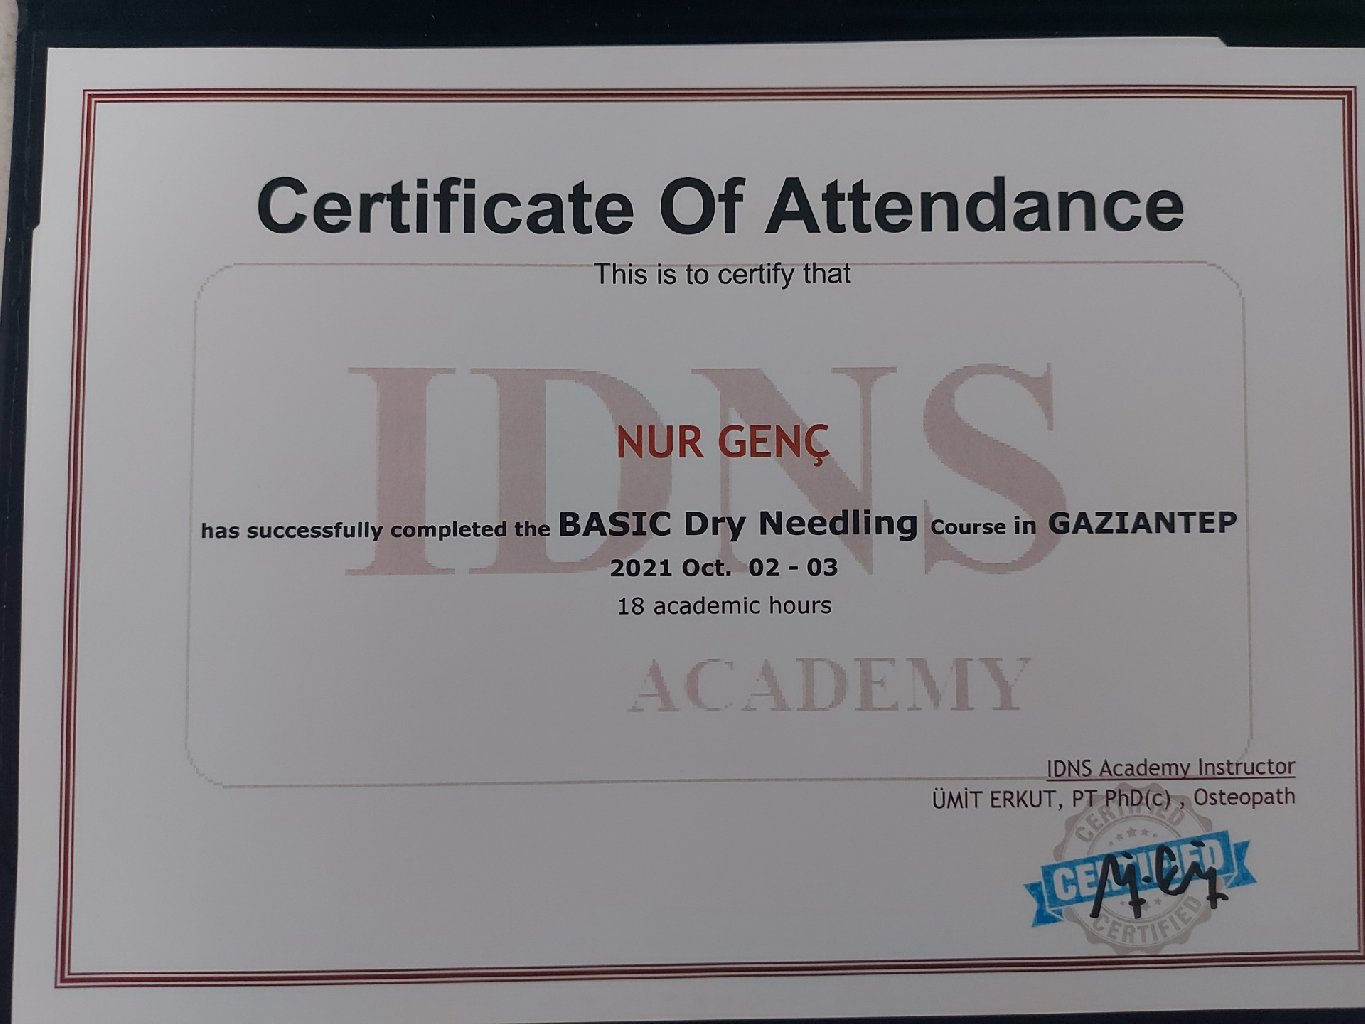 Certificate Of Attendance
This is to certify that
IDNS
NUR GENÇ
has successfully completed the BASIC Dry Needling Course in GAZIANTEP
2021 Oct. 02 - 03
18 academic hours
ACADEMY
IDNS Academy Instructor
ÜMİT ERKUT, PT PhD(c) , Osteopath
CERTIFIED
CERTIFIED
CERTIFIED